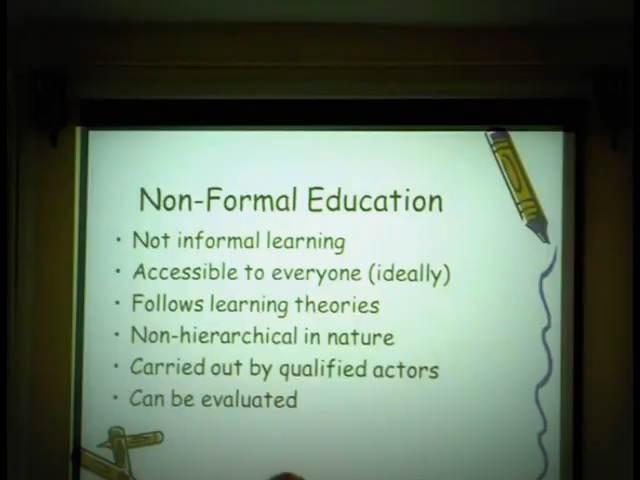 Non-Formal Education
• Not informal learning
• Accessible to everyone (ideally)
• Follows learning theories
• Non-hierarchical in nature
• Carried out by qualified actors
• Can be evaluated